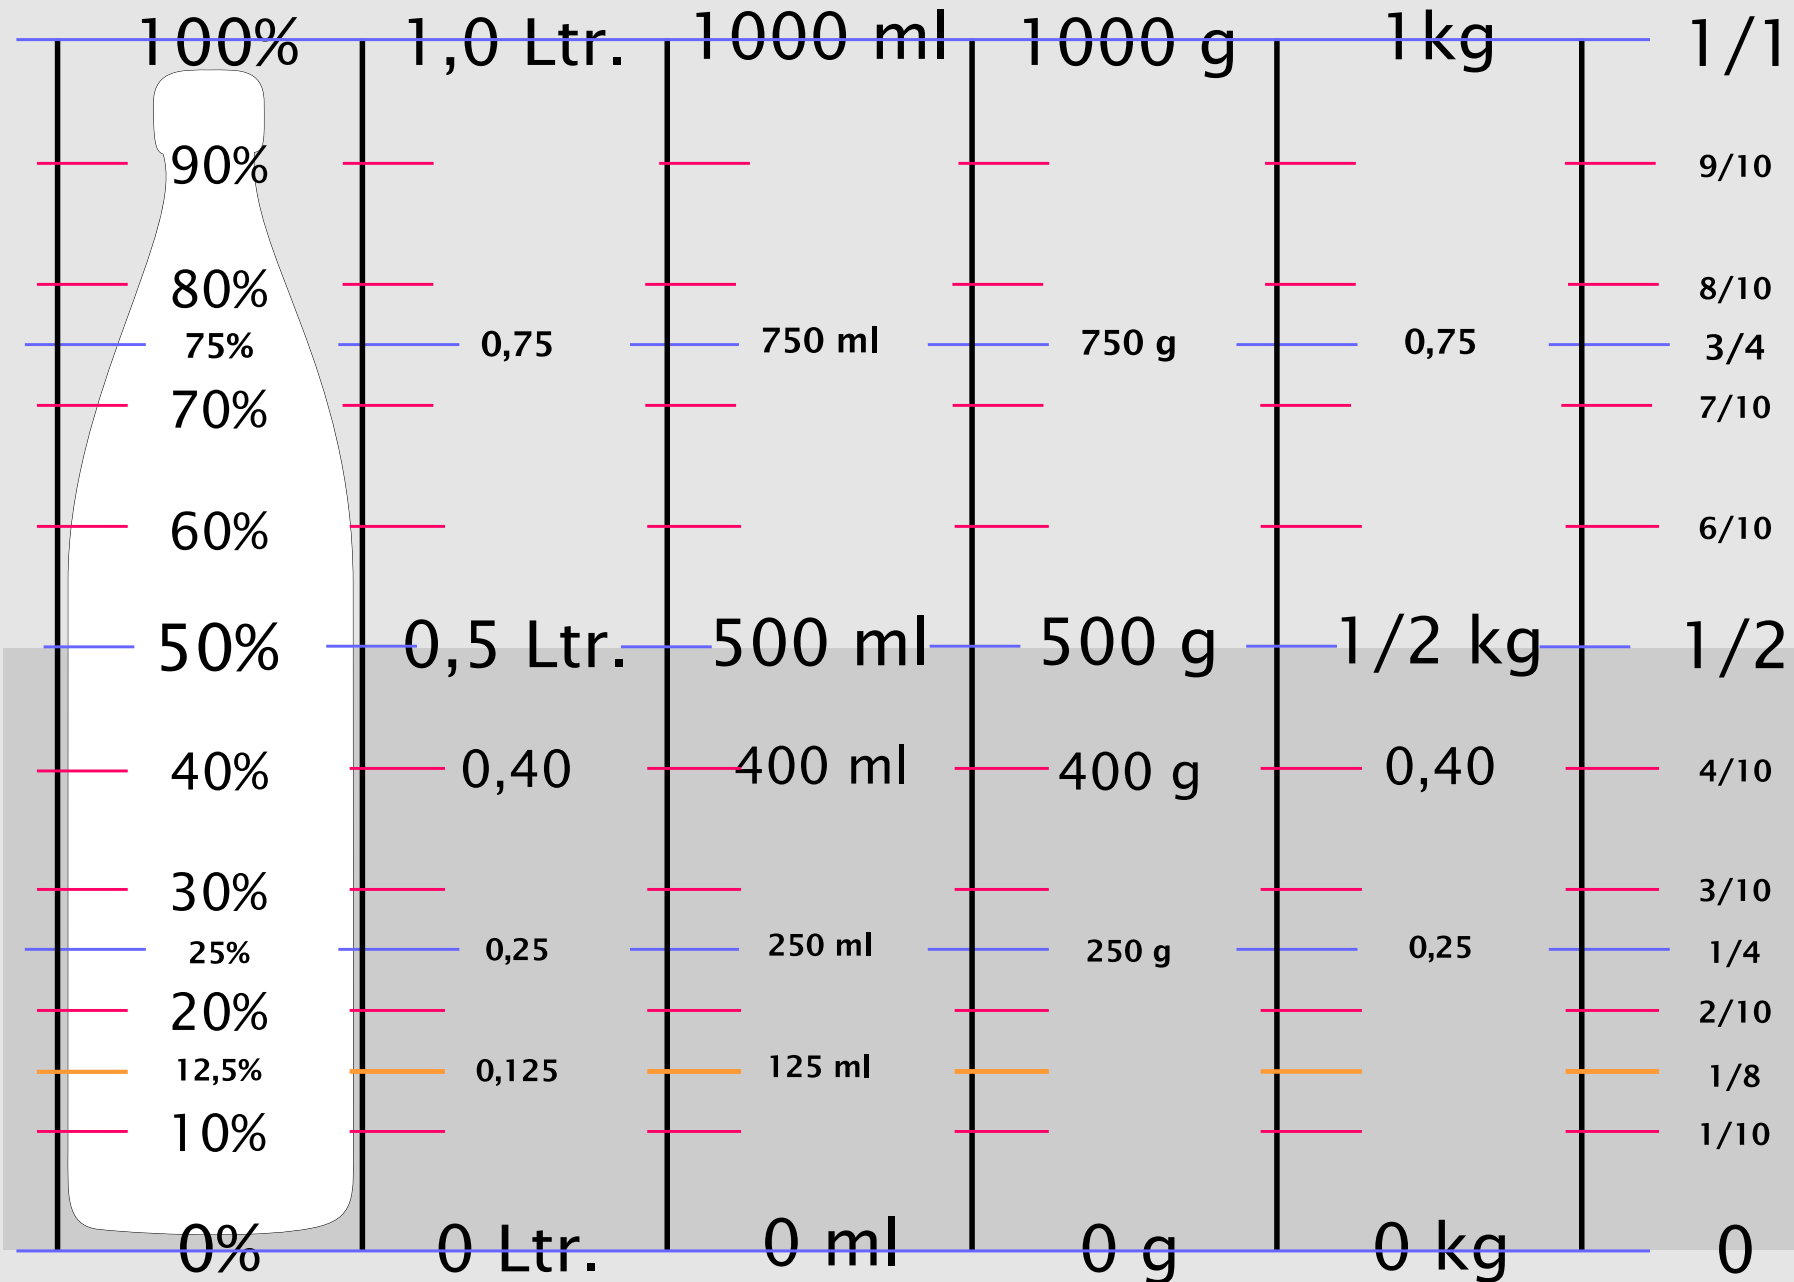 100% 1,0 Ltr. 1000 ml 1000 g 1kg 1/1
90% 9/10
80% 8/10
75% 0,75 750 ml 750 g 0,75 3/4
70% 7/10
60% 6/10
50% 0,5 Ltr. 500 ml 500 g 1/2 kg 1/2
40% 0,40 400 ml 400 g 0,40 4/10
30% 3/10
25% 0,25 250 ml 250 g 0,25 1/4
20% 2/10
12,5% 0,125 125 ml 1/8
10% 1/10
0% 0 Ltr. 0 ml 0 g 0 kg 0